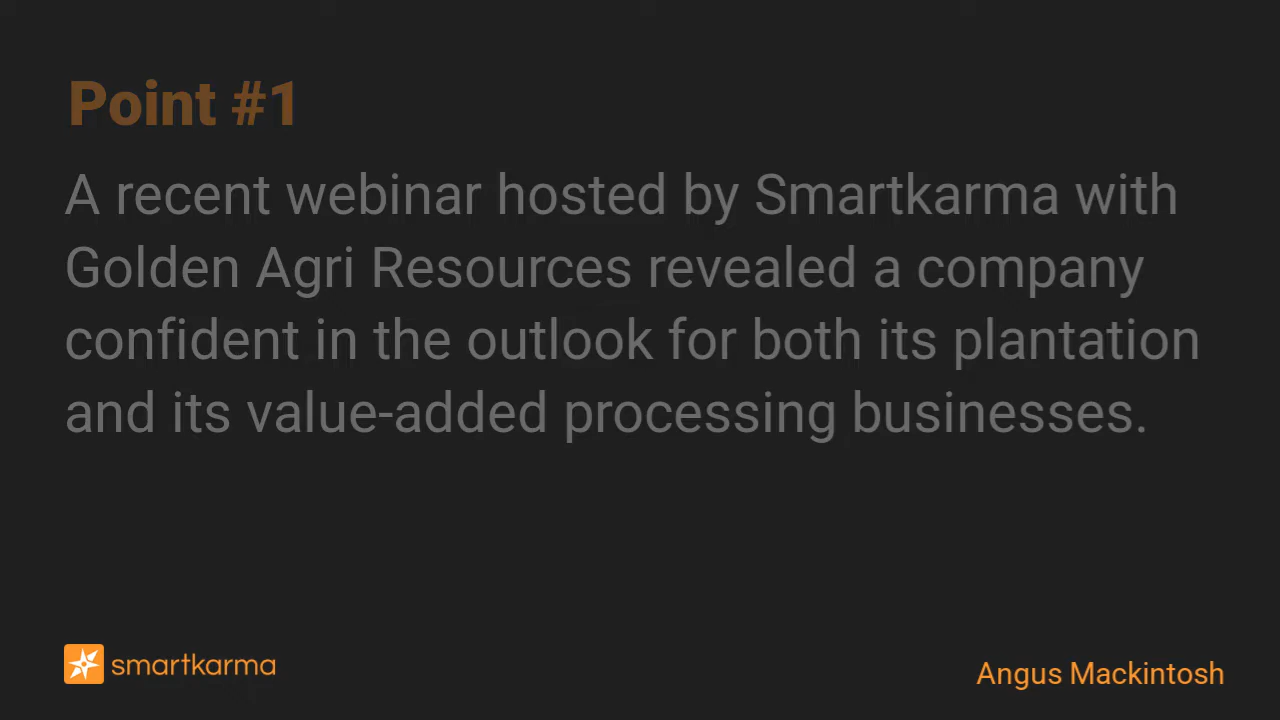 Point #1
A recent webinar hosted by Smartkarma with
Golden Agri Resources revealed a company
confident in the outlook for both its plantation
and its value-added processing businesses.
smartkarma
Angus Mackintosh